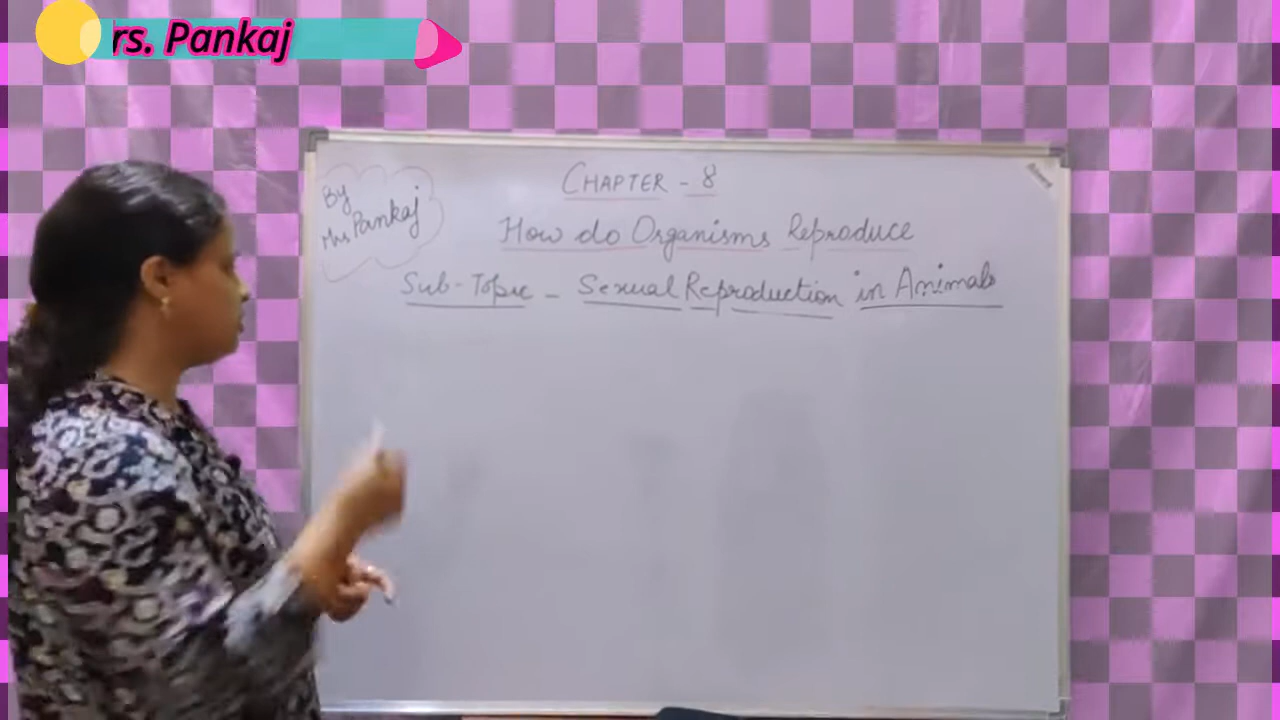 rs. Pankaj
By
Mrs Pankaj
CHAPTER - 8
How do Organisms Reproduce
Sub-Topic - Sexual Reproduction in Animals